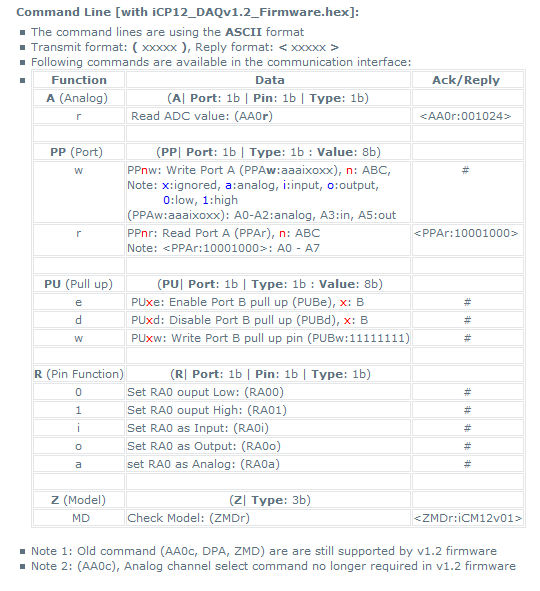 Command Line [with iCP12_DAQv1.2_Firmware.hex]:
The command lines are using the ASCII format
Transmit format: ( xxxxx ), Reply format: < xxxxx >
Following commands are available in the communication interface:
Function Data Ack/Reply
A (Analog) (A| Port: 1b | Pin: 1b | Type: 1b)
r Read ADC value: (AA0r) <AA0r:001024>
PP (Port) (PP| Port: 1b | Type: 1b : Value: 8b)
w PPnw: Write Port A (PPAw:aaaixoxx), n: ABC, #
Note: x:ignored, a:analog, i:input, o:output,
0:low, 1:high
(PPAw:aaaixoxx): A0-A2:analog, A3:in, A5:out
r PPnr: Read Port A (PPAr), n: ABC <PPAr:10001000>
Note: <PPAr:10001000>: A0 - A7
PU (Pull up) (PU| Port: 1b | Type: 1b : Value: 8b)
e PUxe: Enable Port B pull up (PUBe), x: B #
d PUxd: Disable Port B pull up (PUBd), x: B #
w PUxw: Write Port B pull up pin (PUBw:11111111) #
R (Pin Function) (R| Port: 1b | Pin: 1b | Type: 1b)
0 Set RA0 ouput Low: (RA00) #
1 Set RA0 ouput High: (RA01) #
i Set RA0 as Input: (RA0i) #
o Set RA0 as Output: (RA0o) #
a set RA0 as Analog: (RA0a) #
Z (Model) (Z| Type: 3b)
MD Check Model: (ZMDr) <ZMDr:iCM12v01>
Note 1: Old command (AA0c, DPA, ZMD) are are still supported by v1.2 firmware
Note 2: (AA0c), Analog channel select command no longer required in v1.2 firmware